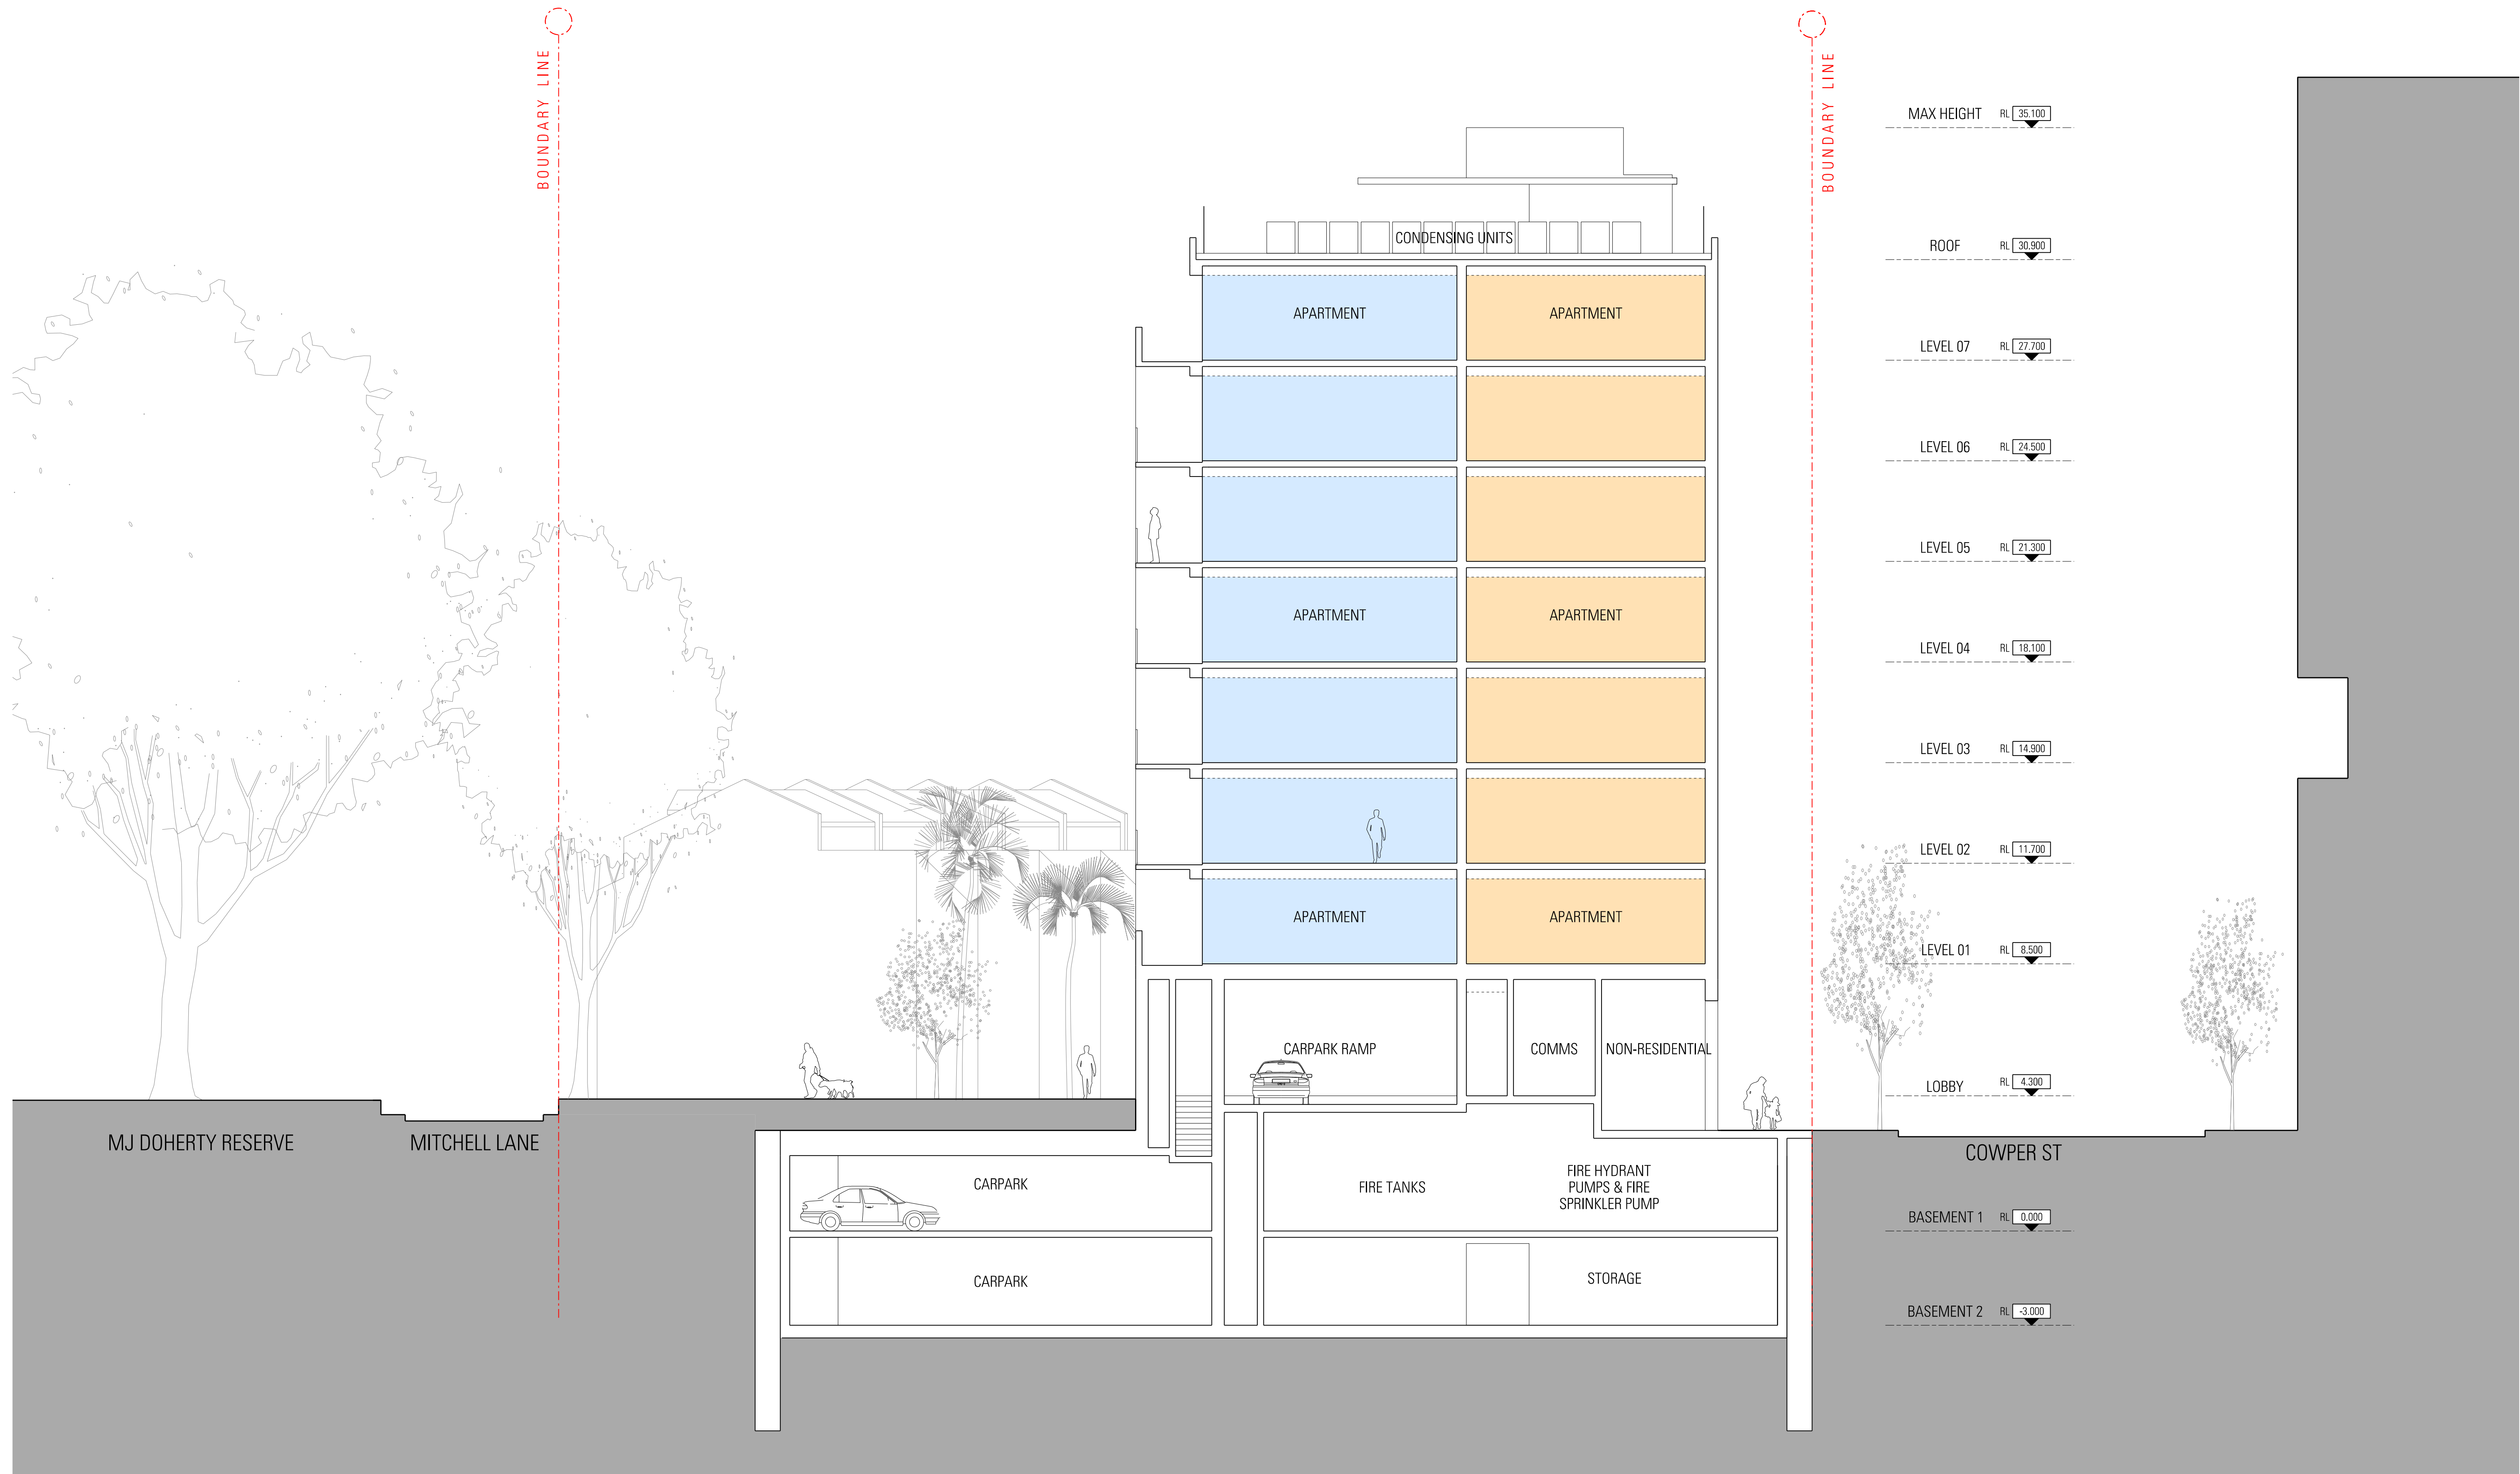 BOUNDARY LINE
BOUNDARY LINE
MAX HEIGHT RL 35.100
CONDENSING UNITS
ROOF RL 30.900
APARTMENT APARTMENT
LEVEL 07 RL 27.700
LEVEL 06 RL 24.500
LEVEL 05 RL 21.300
APARTMENT APARTMENT
LEVEL 04 RL 18.100
LEVEL 03 RL 14.900
LEVEL 02 RL 11.700
APARTMENT APARTMENT
LEVEL 01 RL 8.500
CARPARK RAMP COMMS NON-RESIDENTIAL
LOBBY RL 4.300
MJ DOHERTY RESERVE MITCHELL LANE
COWPER ST
CARPARK
FIRE TANKS
FIRE HYDRANT
PUMPS & FIRE
SPRINKLER PUMP
BASEMENT 1 RL 0.000
CARPARK
STORAGE
BASEMENT 2 RL -3.000